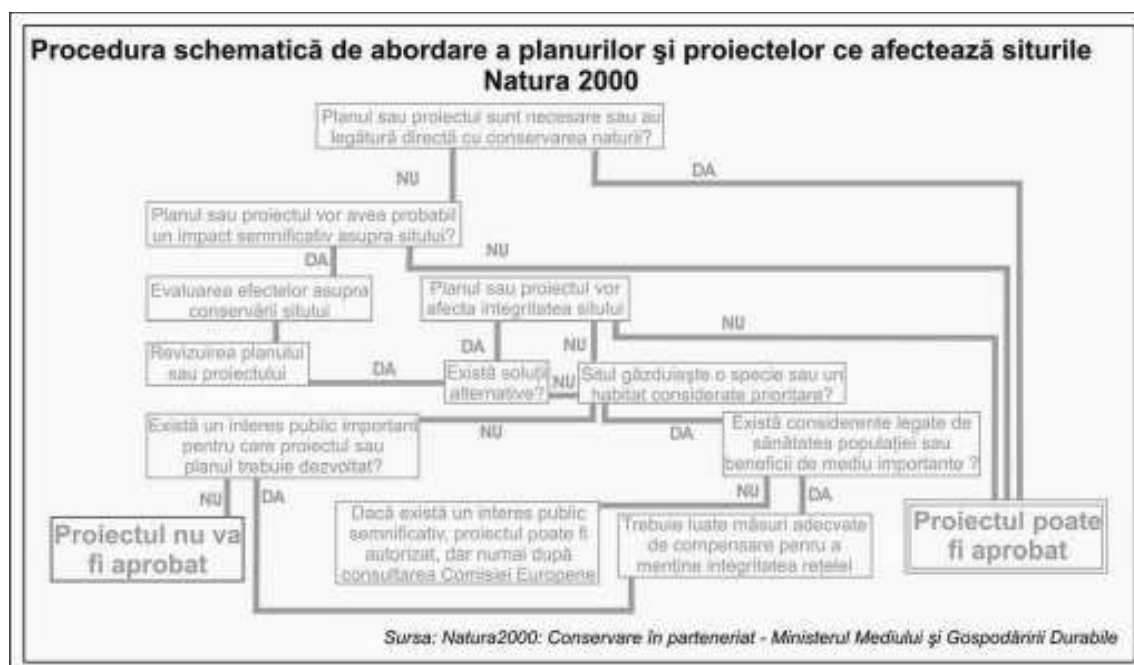 Procedura schematică de abordare a planurilor şi proiectelor ce afectează siturile
Natura 2000
Planul sau proiectul sunt necesare sau au
legătură directă cu conservarea naturii?
NU
DA
Planul sau proiectul vor avea probabil
un impact semnificativ asupra sitului?
DA
NU
Evaluarea efectelor asupra
conservării sitului
Planul sau proiectul vor
afecta integritatea sitului
NU
Revizuirea planului
sau proiectului
DA
DA
NU
Există soluţii
alternative?
NU
Situl găzduieşte o specie sau un
habitat considerate prioritare?
Există un interes public important
pentru care proiectul sau
planul trebuie dezvoltat?
NU
DA
Există considerente legate de
sănătatea populaţiei sau
beneficii de mediu importante ?
NU
DA
NU
DA
Proiectul nu va
fi aprobat
Dacă există un interes public
semnificativ, proiectul poate fi
autorizat, dar numai după
consultarea Comisiei Europene
Trebuie luate măsuri adecvate
de compensare penru a
menţine integritatea reţelei
Proiectul poate
fi aprobat
Sursa: Natura2000: Conservare în parteneriat - Ministerul Mediului şi Gospodăririi Durabile